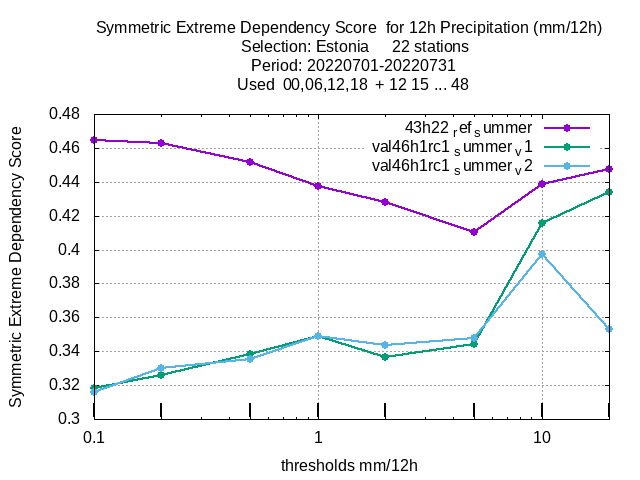 Symmetric Extreme Dependency Score  for 12h Precipitation (mm/12h)
Selection: Estonia     22 stations
Period: 20220701-20220731
Used  00,06,12,18  + 12 15 ... 48
0.48
0.46
0.44
0.42
0.4
0.38
0.36
0.34
0.32
0.3
Symmetric Extreme Dependency Score
43h22 ref summer
val46h1rc1 summer v1
val46h1rc1 summer v2
0.1
1
10
thresholds mm/12h